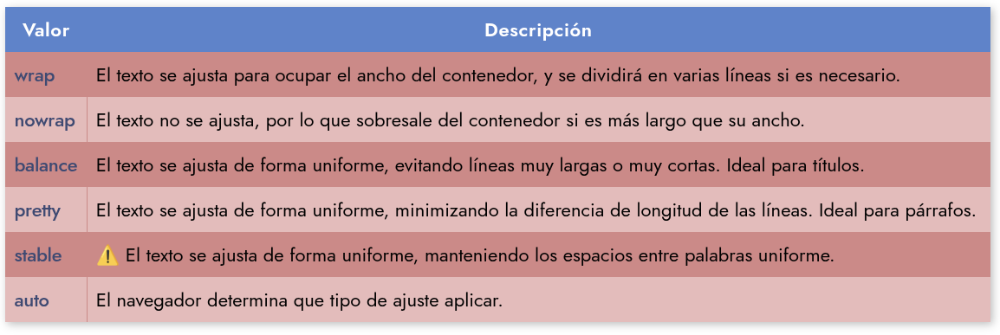 Valor Descripción
wrap El texto se ajusta para ocupar el ancho del contenedor, y se dividirá en varias líneas si es necesario.
nowrap El texto no se ajusta, por lo que sobresale del contenedor si es más largo que su ancho.
balance El texto se ajusta de forma uniforme, evitando líneas muy largas o muy cortas. Ideal para títulos.
pretty El texto se ajusta de forma uniforme, minimizando la diferencia de longitud de las líneas. Ideal para párrafos.
stable ⚠️ El texto se ajusta de forma uniforme, manteniendo los espacios entre palabras uniforme.
auto El navegador determina que tipo de ajuste aplicar.